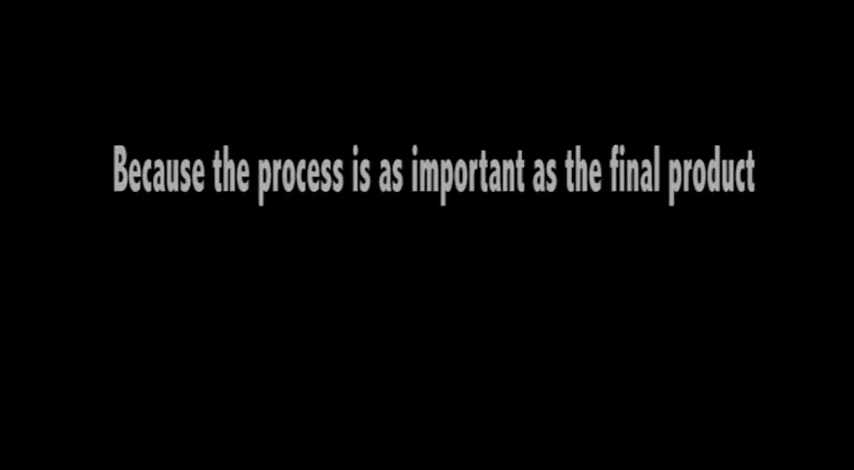 Because the process is as important as the final product